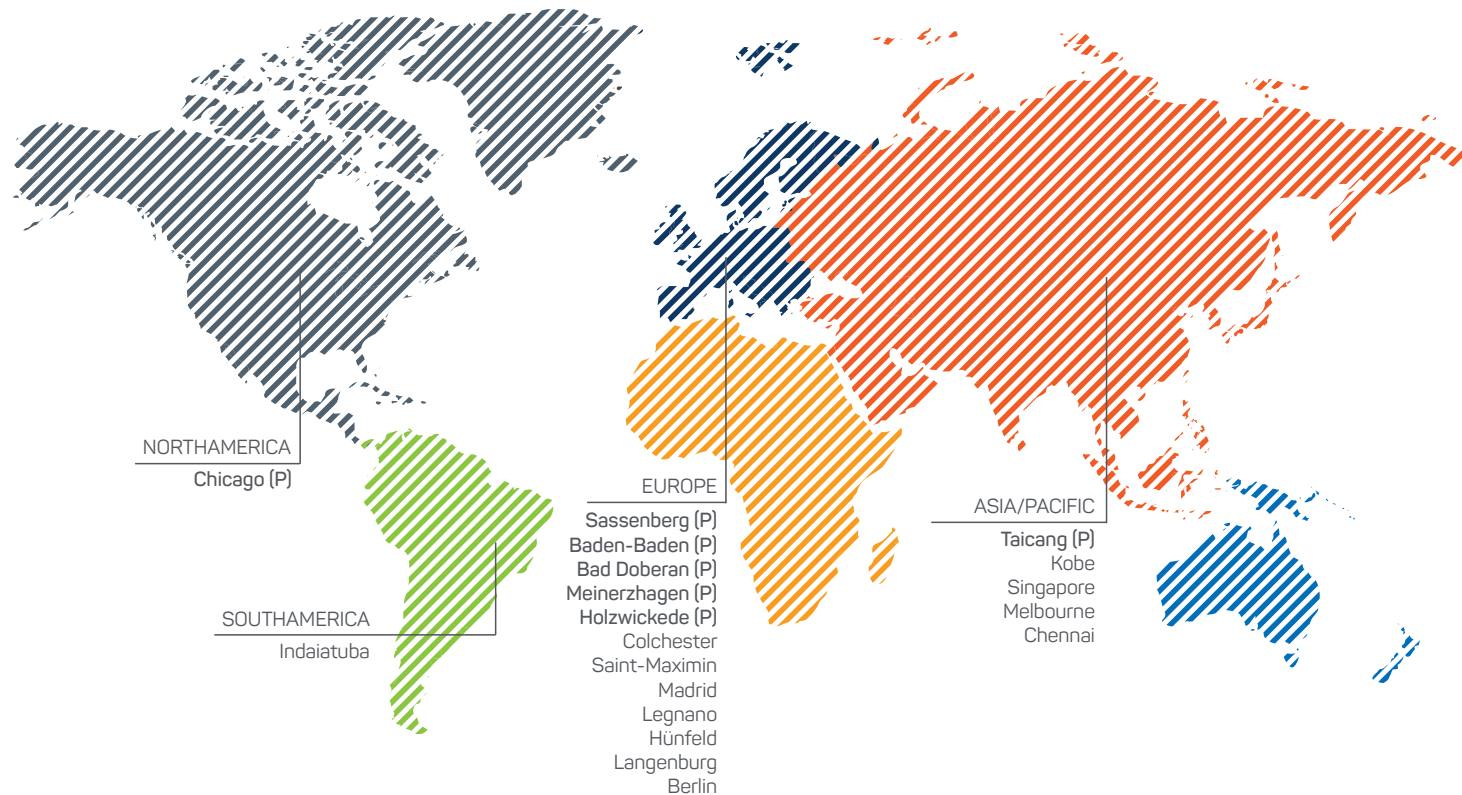 NORTHAMERICA
Chicago (P)
SOUTHAMERICA
Indaiatuba
EUROPE
Sassenberg (P)
Baden-Baden (P)
Bad Doberan (P)
Meinerzhagen (P)
Holzwickede (P)
Colchester
Saint-Maximin
Madrid
Legnano
Hünfeld
Langenburg
Berlin
ASIA/PACIFIC
Taicang (P)
Kobe
Singapore
Melbourne
Chennai